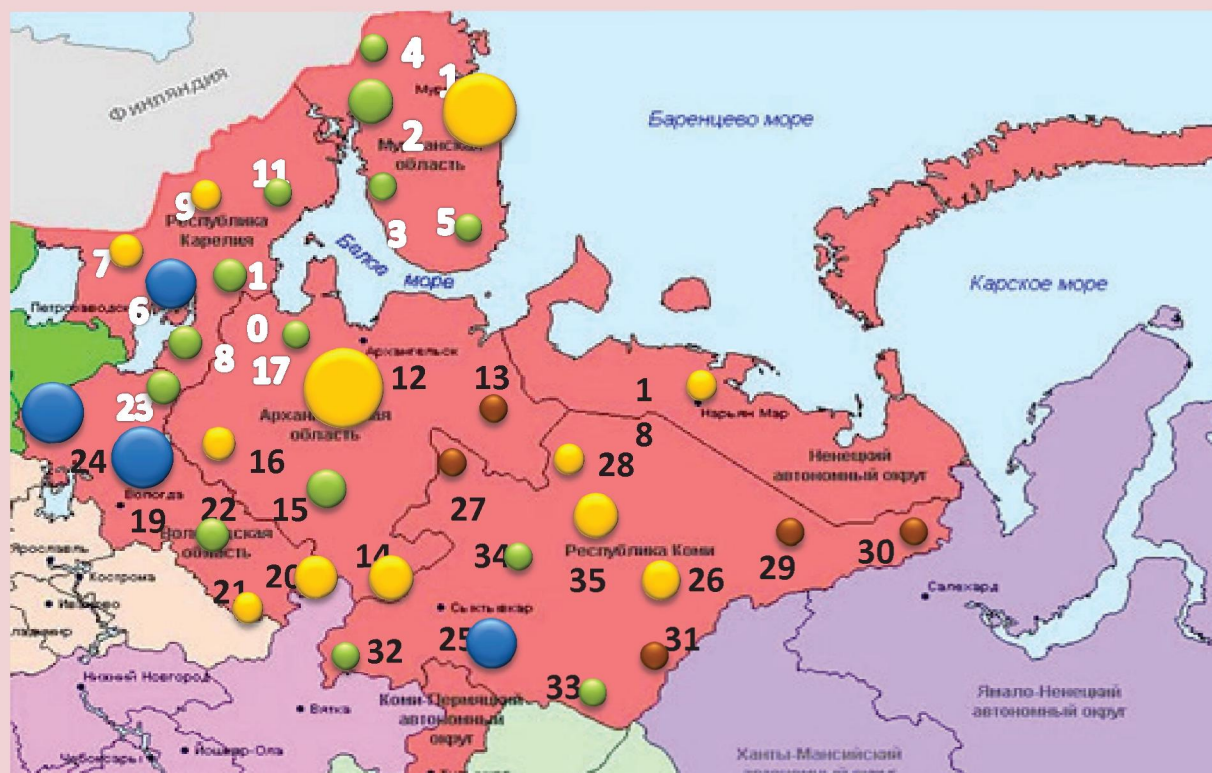 4
1
Финляндия
Баренцево море
2
Мурманская
область
11
9
Республика
Карелия
3
5
Белое море
7
1
Карское море
6
Петрозаводск
0
8
17
Архангельск
12
13
1
23
Архангельская
область
Нарьян Мар
8
24
16
28
Ненецкий
автономный округ
Вологда
19
22
15
27
Вологодская
область
Ярославль
34
Республика Коми
35
26
29
30
14
Кострома
20
21
Салехард
Сыктывкар
25
31
32
33
Нижний Новгород
Коми-Пермяцкий
автономный
округ
Вятка
Ямало-Ненецкий
автономный округ
Йошкар-Ола
Чебоксары
Ханты-Мансийский